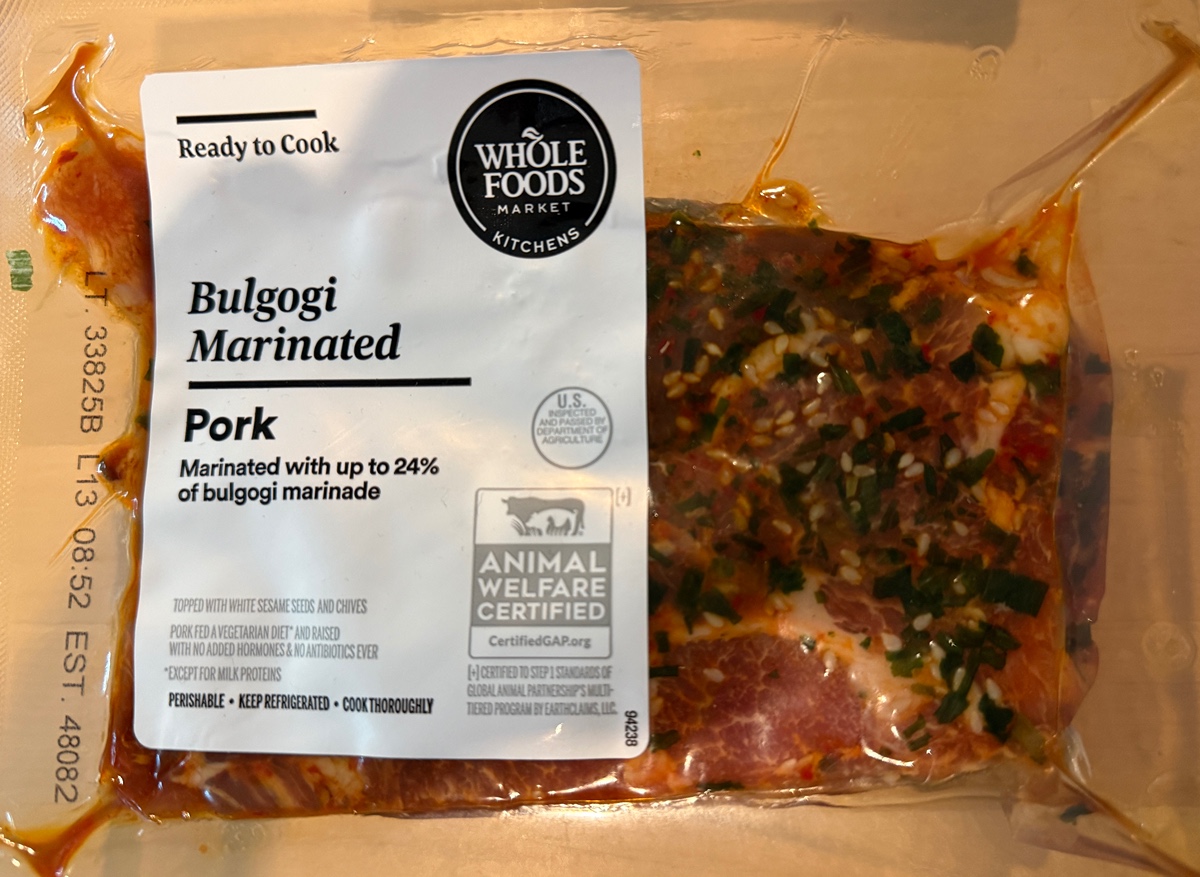 Ready to Cook
WHOLE
FOODS
MARKET
KITCHENS
Bulgogi
Marinated
Pork
Marinated with up to 24%
of bulgogi marinade
U.S.
INSPECTED
AND PASSED BY
DEPARTMENT OF
AGRICULTURE
[+]
ANIMAL
WELFARE
CERTIFIED
CertifiedGAP.org
[+] CERTIFIED TO STEP 1 STANDARDS OF
GLOBAL ANIMAL PARTNERSHIP'S MULTI-
TIERED PROGRAM BY EARTHCLAIMS, LLC.
TOPPED WITH WHITE SESAME SEEDS AND CHIVES
PORK FED A VEGETARIAN DIET* AND RAISED
WITH NO ADDED HORMONES & NO ANTIBIOTICS EVER
*EXCEPT FOR MILK PROTEINS
PERISHABLE • KEEP REFRIGERATED • COOK THOROUGHLY
94238
LT. 33825B L13 08:52 EST. 48082